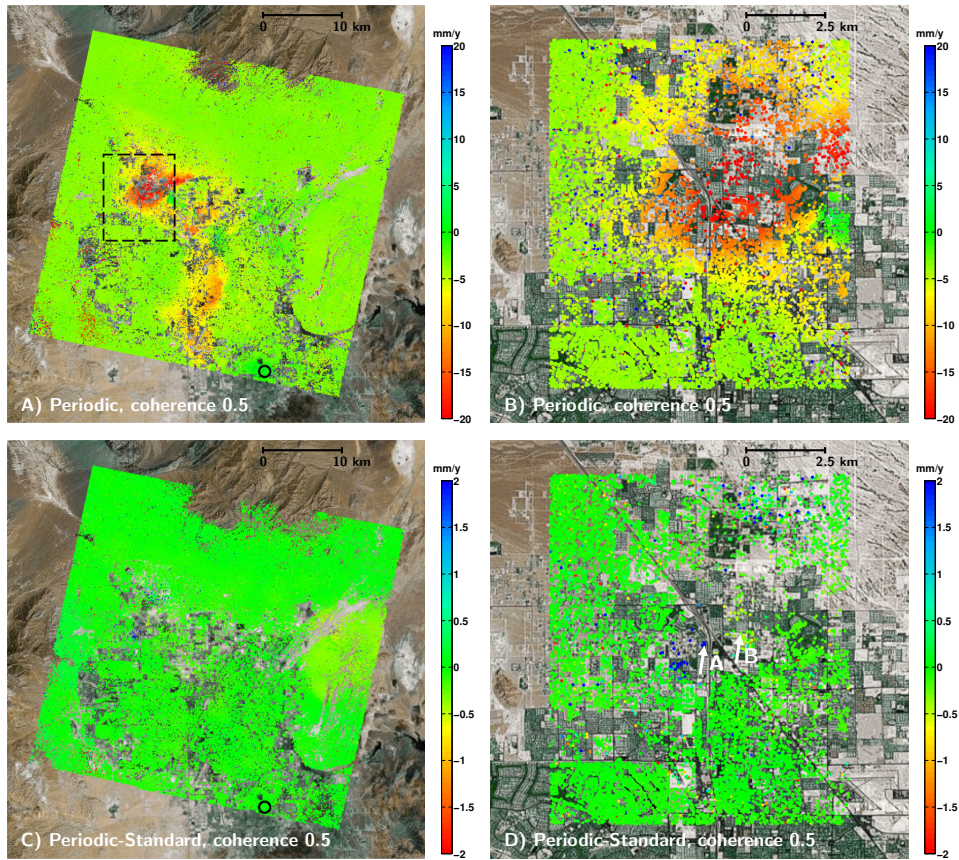 0 10 km
mm/y
20
15
10
5
0
−5
−10
−15
−20
A) Periodic, coherence 0.5
0 2.5 km
mm/y
20
15
10
5
0
−5
−10
−15
−20
B) Periodic, coherence 0.5
0 10 km
mm/y
2
1.5
1
0.5
0
−0.5
−1
−1.5
−2
C) Periodic-Standard, coherence 0.5
0 2.5 km
mm/y
2
1.5
1
0.5
0
−0.5
−1
−1.5
−2
A
B
D) Periodic-Standard, coherence 0.5